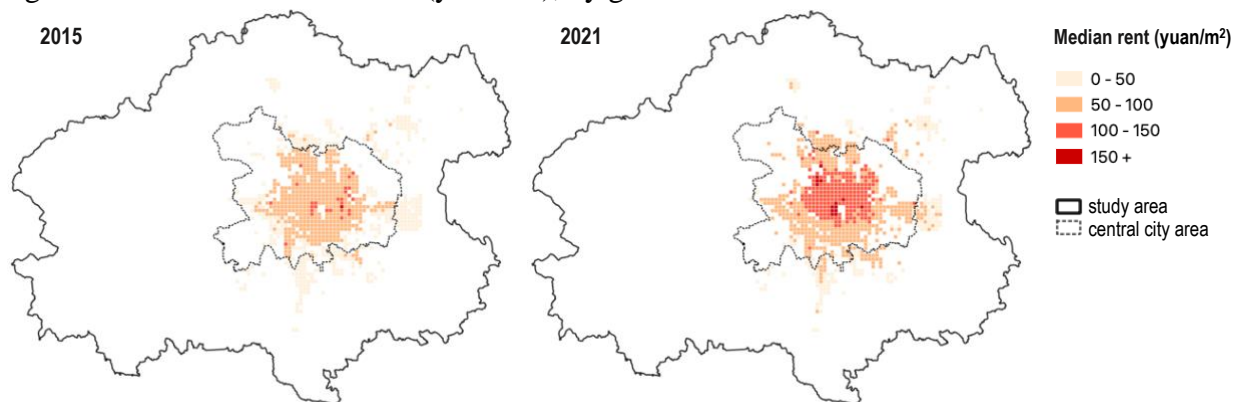 2015
2021
Median rent (yuan/m²)
0 - 50
50 - 100
100 - 150
150 +
study area
central city area